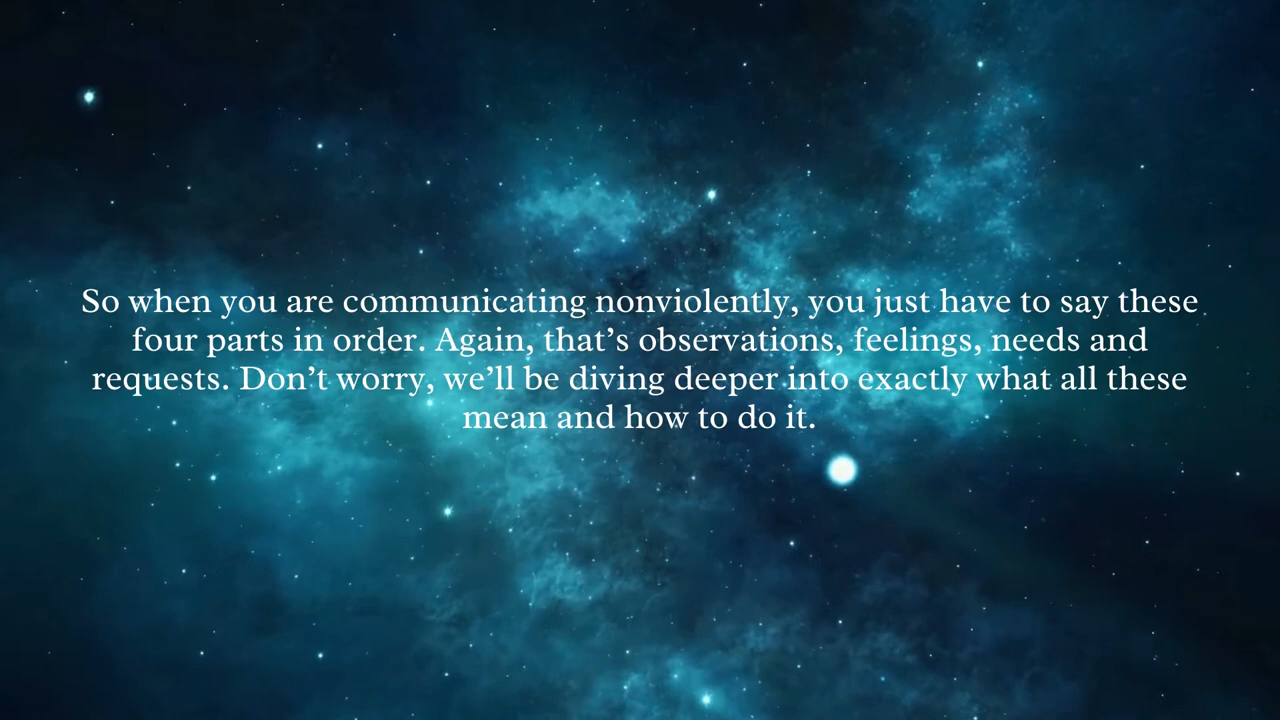 So when you are communicating nonviolently, you just have to say these
four parts in order. Again, that’s observations, feelings, needs and
requests. Don’t worry, we’ll be diving deeper into exactly what all these
mean and how to do it.